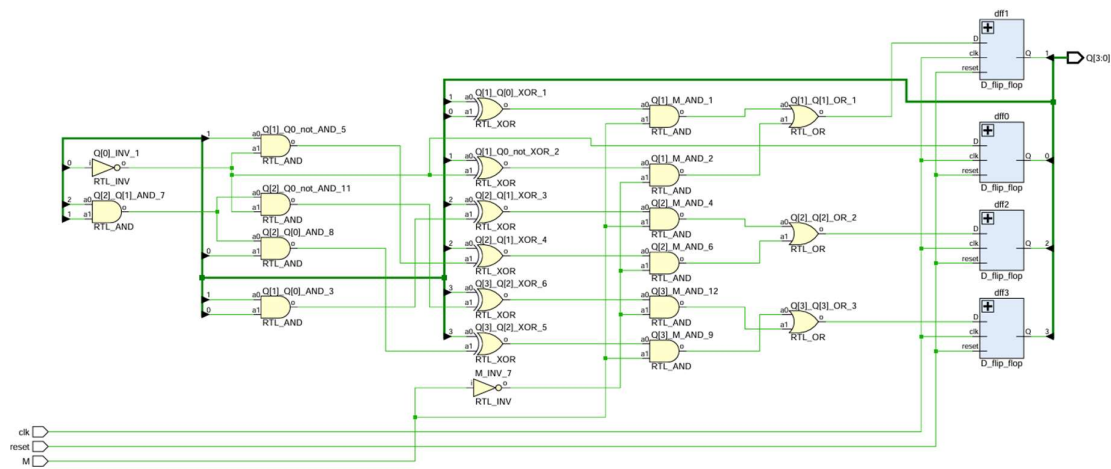 dff1
D
clk
reset
Q
1
D_flip_flop
Q[3:0]
Q[1]_Q[0]_XOR_1
1 a0
0 a1
o
RTL_XOR
Q[1]_M_AND_1
a0
a1
o
RTL_AND
Q[1]_Q[1]_OR_1
a0
a1
o
RTL_OR
dff0
D
clk
reset
Q
0
D_flip_flop
Q[1]_Q0_not_AND_5
1 a0
a1
o
RTL_AND
Q[0]_INV_1
0 i
o
RTL_INV
Q[1]_Q0_not_XOR_2
1 a0
a1
o
RTL_XOR
Q[1]_M_AND_2
a0
a1
o
RTL_AND
Q[2]_Q[1]_AND_7
2 a0
1 a1
o
RTL_AND
Q[2]_Q0_not_AND_11
a0
a1
o
RTL_AND
Q[2]_Q[1]_XOR_3
2 a0
a1
o
RTL_XOR
Q[2]_M_AND_4
a0
a1
o
RTL_AND
Q[2]_Q[2]_OR_2
a0
a1
o
RTL_OR
dff2
D
clk
reset
Q
2
D_flip_flop
Q[2]_Q[0]_AND_8
a0
0 a1
o
RTL_AND
Q[2]_Q[1]_XOR_4
2 a0
a1
o
RTL_XOR
Q[2]_M_AND_6
a0
a1
o
RTL_AND
Q[1]_Q[0]_AND_3
1 a0
0 a1
o
RTL_AND
Q[3]_Q[2]_XOR_6
3 a0
a1
o
RTL_XOR
Q[3]_M_AND_12
a0
a1
o
RTL_AND
Q[3]_Q[3]_OR_3
a0
a1
o
RTL_OR
dff3
D
clk
reset
Q
3
D_flip_flop
Q[3]_Q[2]_XOR_5
3 a0
a1
o
RTL_XOR
Q[3]_M_AND_9
a0
a1
o
RTL_AND
M_INV_7
i
o
RTL_INV
clk
reset
M